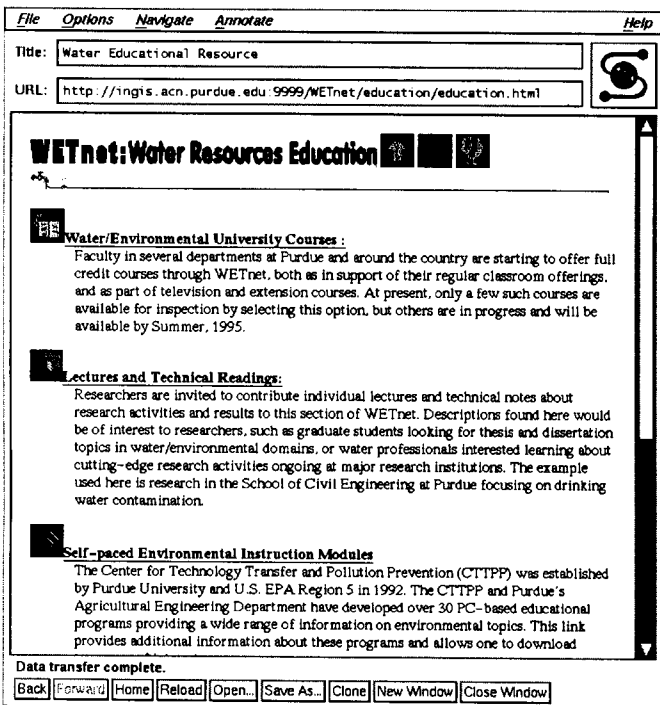 File Options Navigate Annotate Help
Title: Water Educational Resource
URL: http://ingis.acn.purdue.edu:9999/WETnet/education/education.html
WETnet: Water Resources Education
Water/Environmental University Courses :
Faculty in several departments at Purdue and around the country are starting to offer full
credit courses through WETnet, both as in support of their regular classroom offerings,
and as part of television and extension courses. At present, only a few such courses are
available for inspection by selecting this option, but others are in progress and will be
available by Summer, 1995.
Lectures and Technical Readings:
Researchers are invited to contribute individual lectures and technical notes about
research activities and results to this section of WETnet. Descriptions found here would
be of interest to researchers, such as graduate students looking for thesis and dissertation
topics in water/environmental domains, or water professionals interested learning about
cutting-edge research activities ongoing at major research institutions. The example
used here is research in the School of Civil Engineering at Purdue focusing on drinking
water contamination.
Self-paced Environmental Instruction Modules
The Center for Technology Transfer and Pollution Prevention (CTTPP) was established
by Purdue University and U.S. EPA Region 5 in 1992. The CTTPP and Purdue's
Agricultural Engineering Department have developed over 30 PC-based educational
programs providing a wide range of information on environmental topics. This link
provides additional information about these programs and allows one to download
Data transfer complete.
Back Forward Home Reload Open... Save As... Clone New Window Close Window